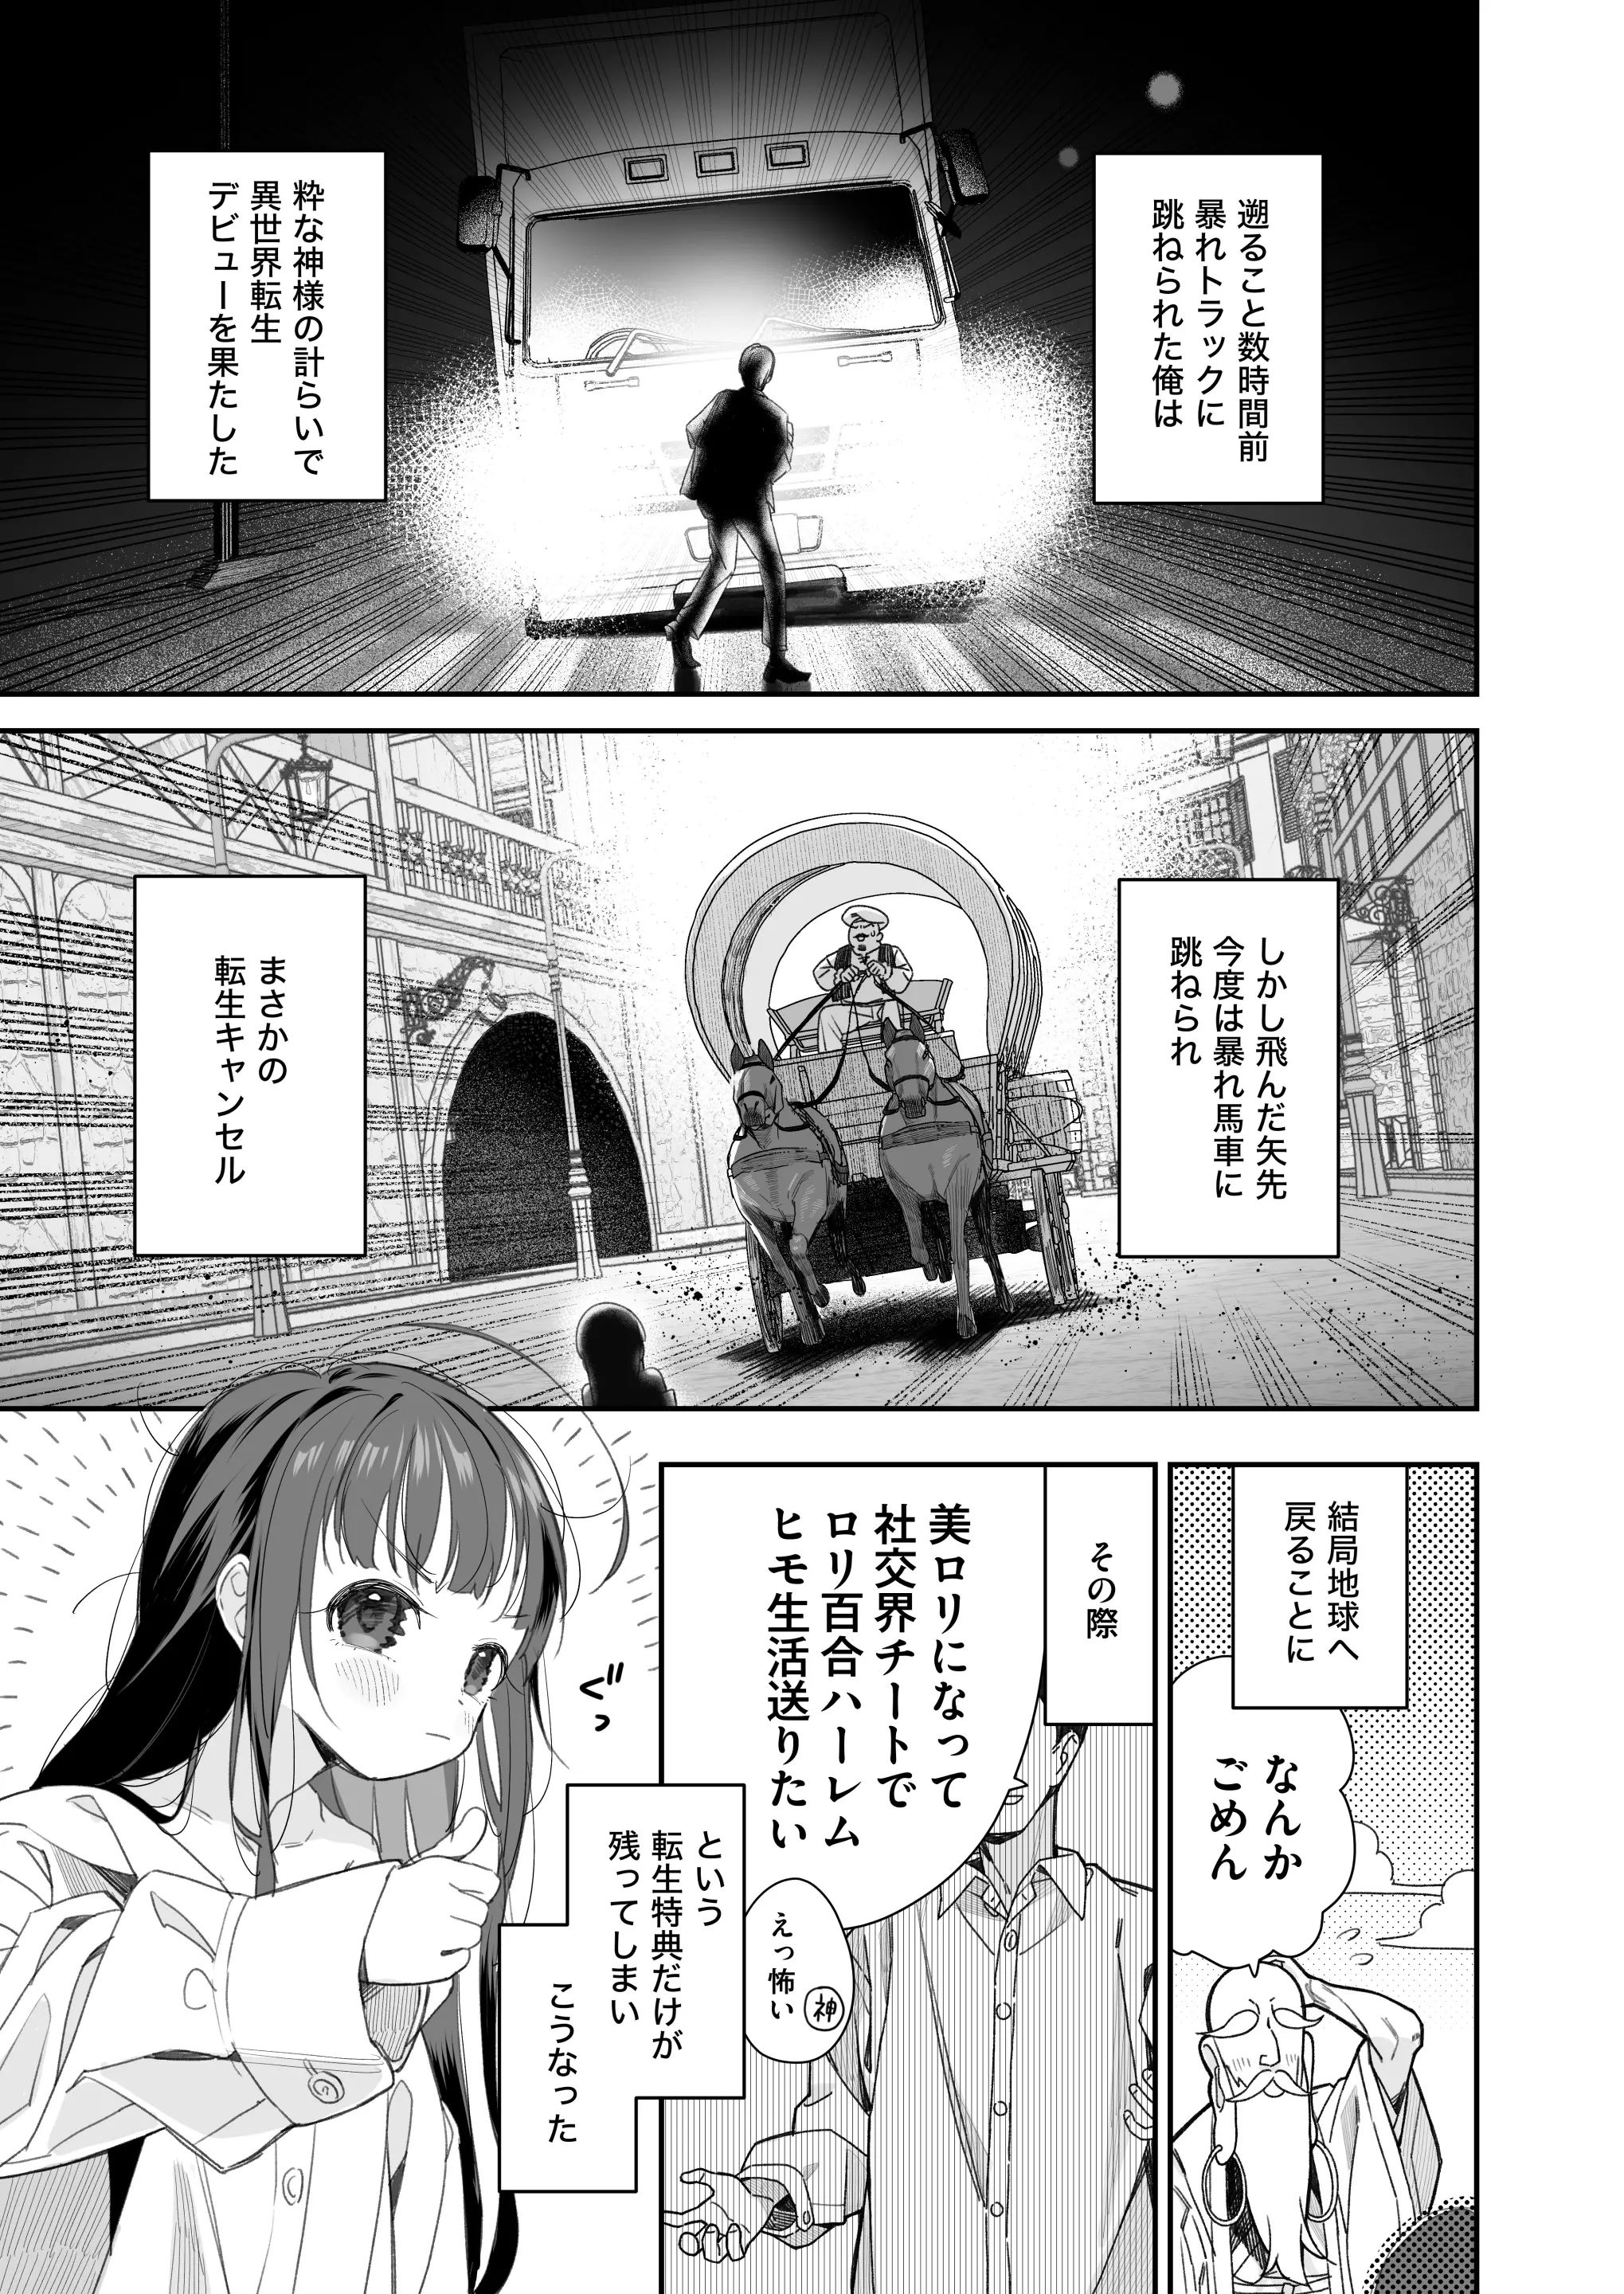 遡ること数時間前
暴れトラックに
跳ねられた俺は
粋な神様の計らいで
異世界転生
デビューを果たした
しかし飛んだ矢先
今度は暴れ馬車に
跳ねられ
まさかの
転生キャンセル
結局地球へ
戻ることに
なんか
ごめん
その際
美ロリになって
社交界チートで
ロリ百合ハーレム
ヒモ生活送りたい
えっ怖い
神
という
転生特典だけが
残ってしまい
こうなった
ぐっ